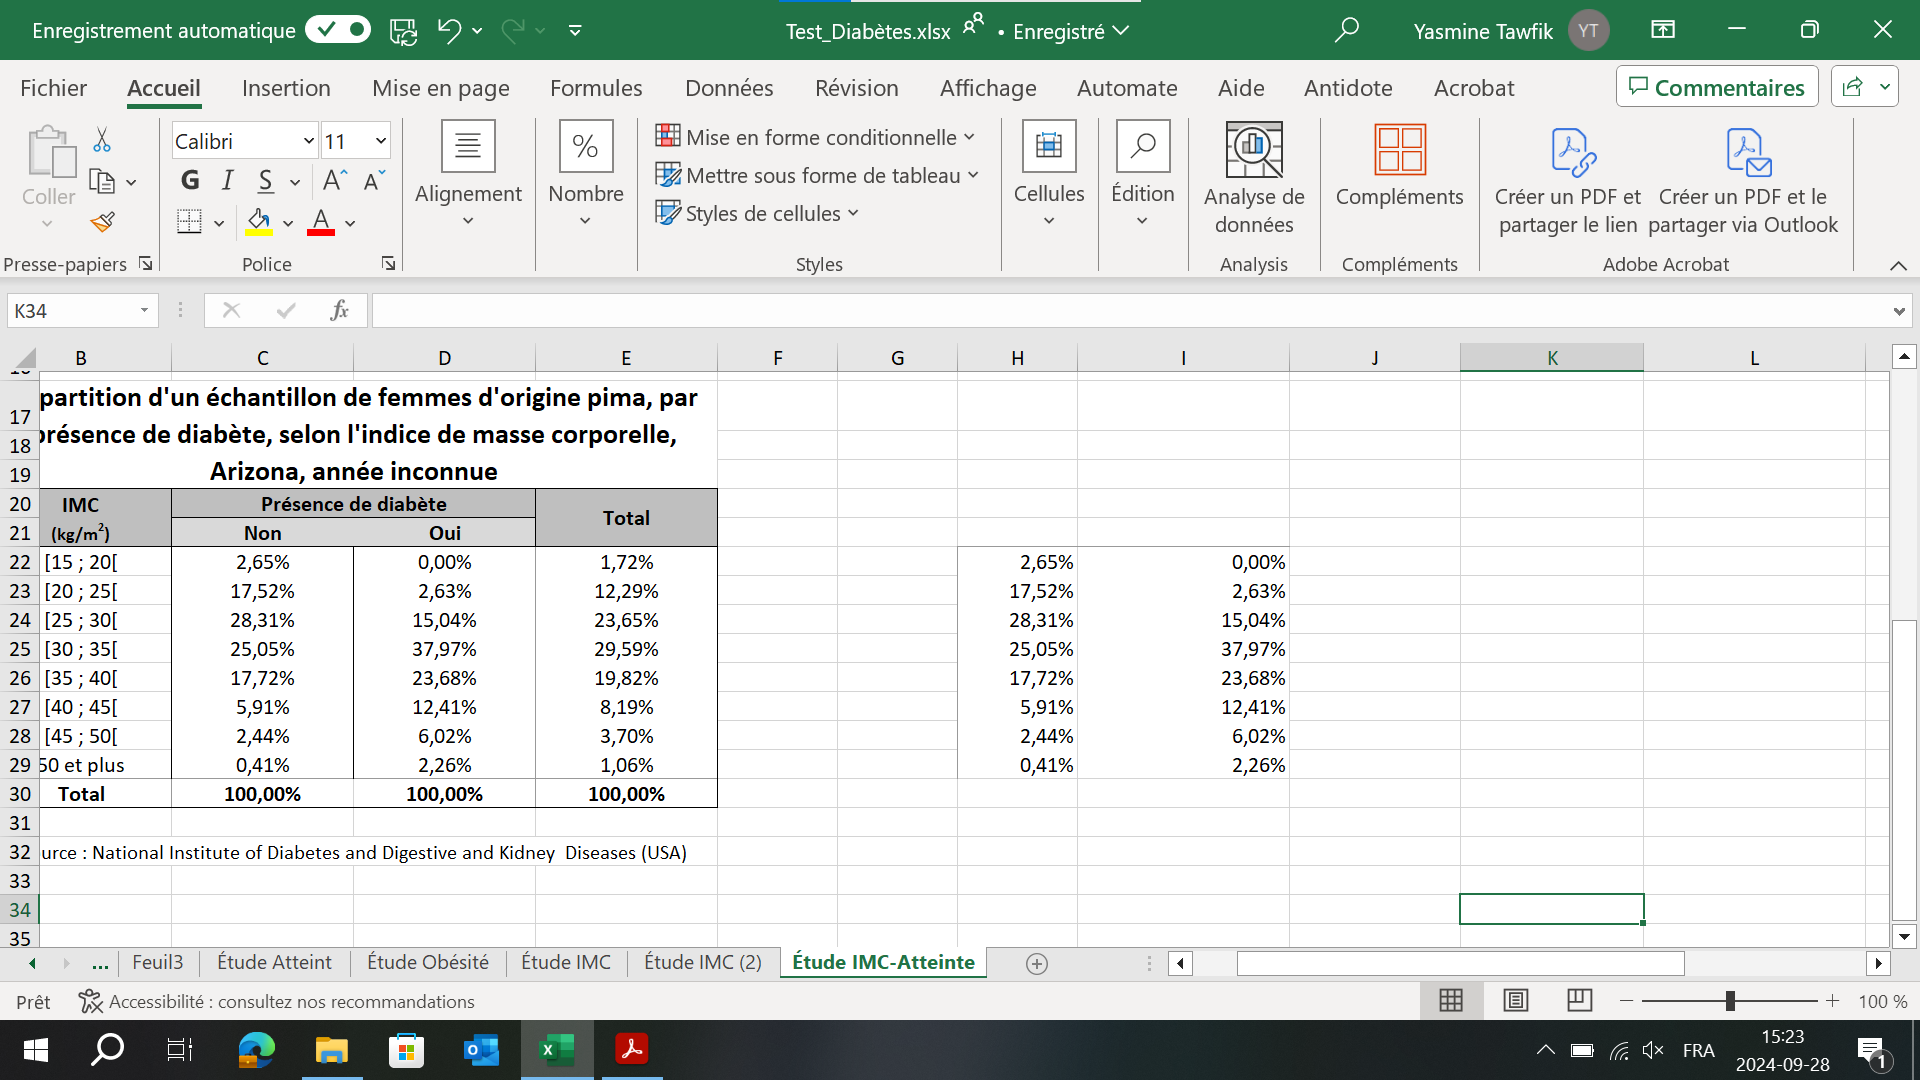 Enregistrement automatique
Test_Diabètes.xlsx • Enregistré
Yasmine Tawfik YT
Fichier Accueil Insertion Mise en page Formules Données Révision Affichage Automate Aide Antidote Acrobat Commentaires
Coller
Presse-papiers
Calibri 11
G I S A A
A
Police
Alignement
%
Nombre
Mise en forme conditionnelle
Mettre sous forme de tableau
Styles de cellules
Styles
Cellules
Édition
Analyse de données
Analysis
Compléments
Compléments
Créer un PDF et partager le lien
Créer un PDF et le partager via Outlook
Adobe Acrobat
K34 fx
B C D E F G H I J K L
17 partition d'un échantillon de femmes d'origine pima, par
18 présence de diabète, selon l'indice de masse corporelle,
19 Arizona, année inconnue
20 IMC Présence de diabète Total
21 (kg/m²) Non Oui
22 [15 ; 20[ 2,65% 0,00% 1,72% 2,65% 0,00%
23 [20 ; 25[ 17,52% 2,63% 12,29% 17,52% 2,63%
24 [25 ; 30[ 28,31% 15,04% 23,65% 28,31% 15,04%
25 [30 ; 35[ 25,05% 37,97% 29,59% 25,05% 37,97%
26 [35 ; 40[ 17,72% 23,68% 19,82% 17,72% 23,68%
27 [40 ; 45[ 5,91% 12,41% 8,19% 5,91% 12,41%
28 [45 ; 50[ 2,44% 6,02% 3,70% 2,44% 6,02%
29 50 et plus 0,41% 2,26% 1,06% 0,41% 2,26%
30 Total 100,00% 100,00% 100,00%
31
32 urce : National Institute of Diabetes and Digestive and Kidney Diseases (USA)
33
34
35
... Feuil3 Étude Atteint Étude Obésité Étude IMC Étude IMC (2) Étude IMC-Atteinte
Prêt Accessibilité : consultez nos recommandations 100 %
FRA 15:23
2024-09-28
1